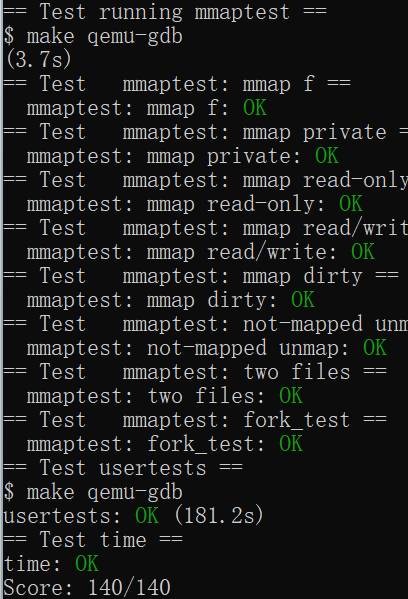 == Test running mmaptest ==
$ make qemu-gdb
(3.7s)
== Test   mmaptest: mmap f ==
  mmaptest: mmap f: OK
== Test   mmaptest: mmap private =
  mmaptest: mmap private: OK
== Test   mmaptest: mmap read-only
  mmaptest: mmap read-only: OK
== Test   mmaptest: mmap read/writ
  mmaptest: mmap read/write: OK
== Test   mmaptest: mmap dirty ==
  mmaptest: mmap dirty: OK
== Test   mmaptest: not-mapped unm
  mmaptest: not-mapped unmap: OK
== Test   mmaptest: two files ==
  mmaptest: two files: OK
== Test   mmaptest: fork_test ==
  mmaptest: fork_test: OK
== Test usertests ==
$ make qemu-gdb
usertests: OK (181.2s)
== Test time ==
time: OK
Score: 140/140